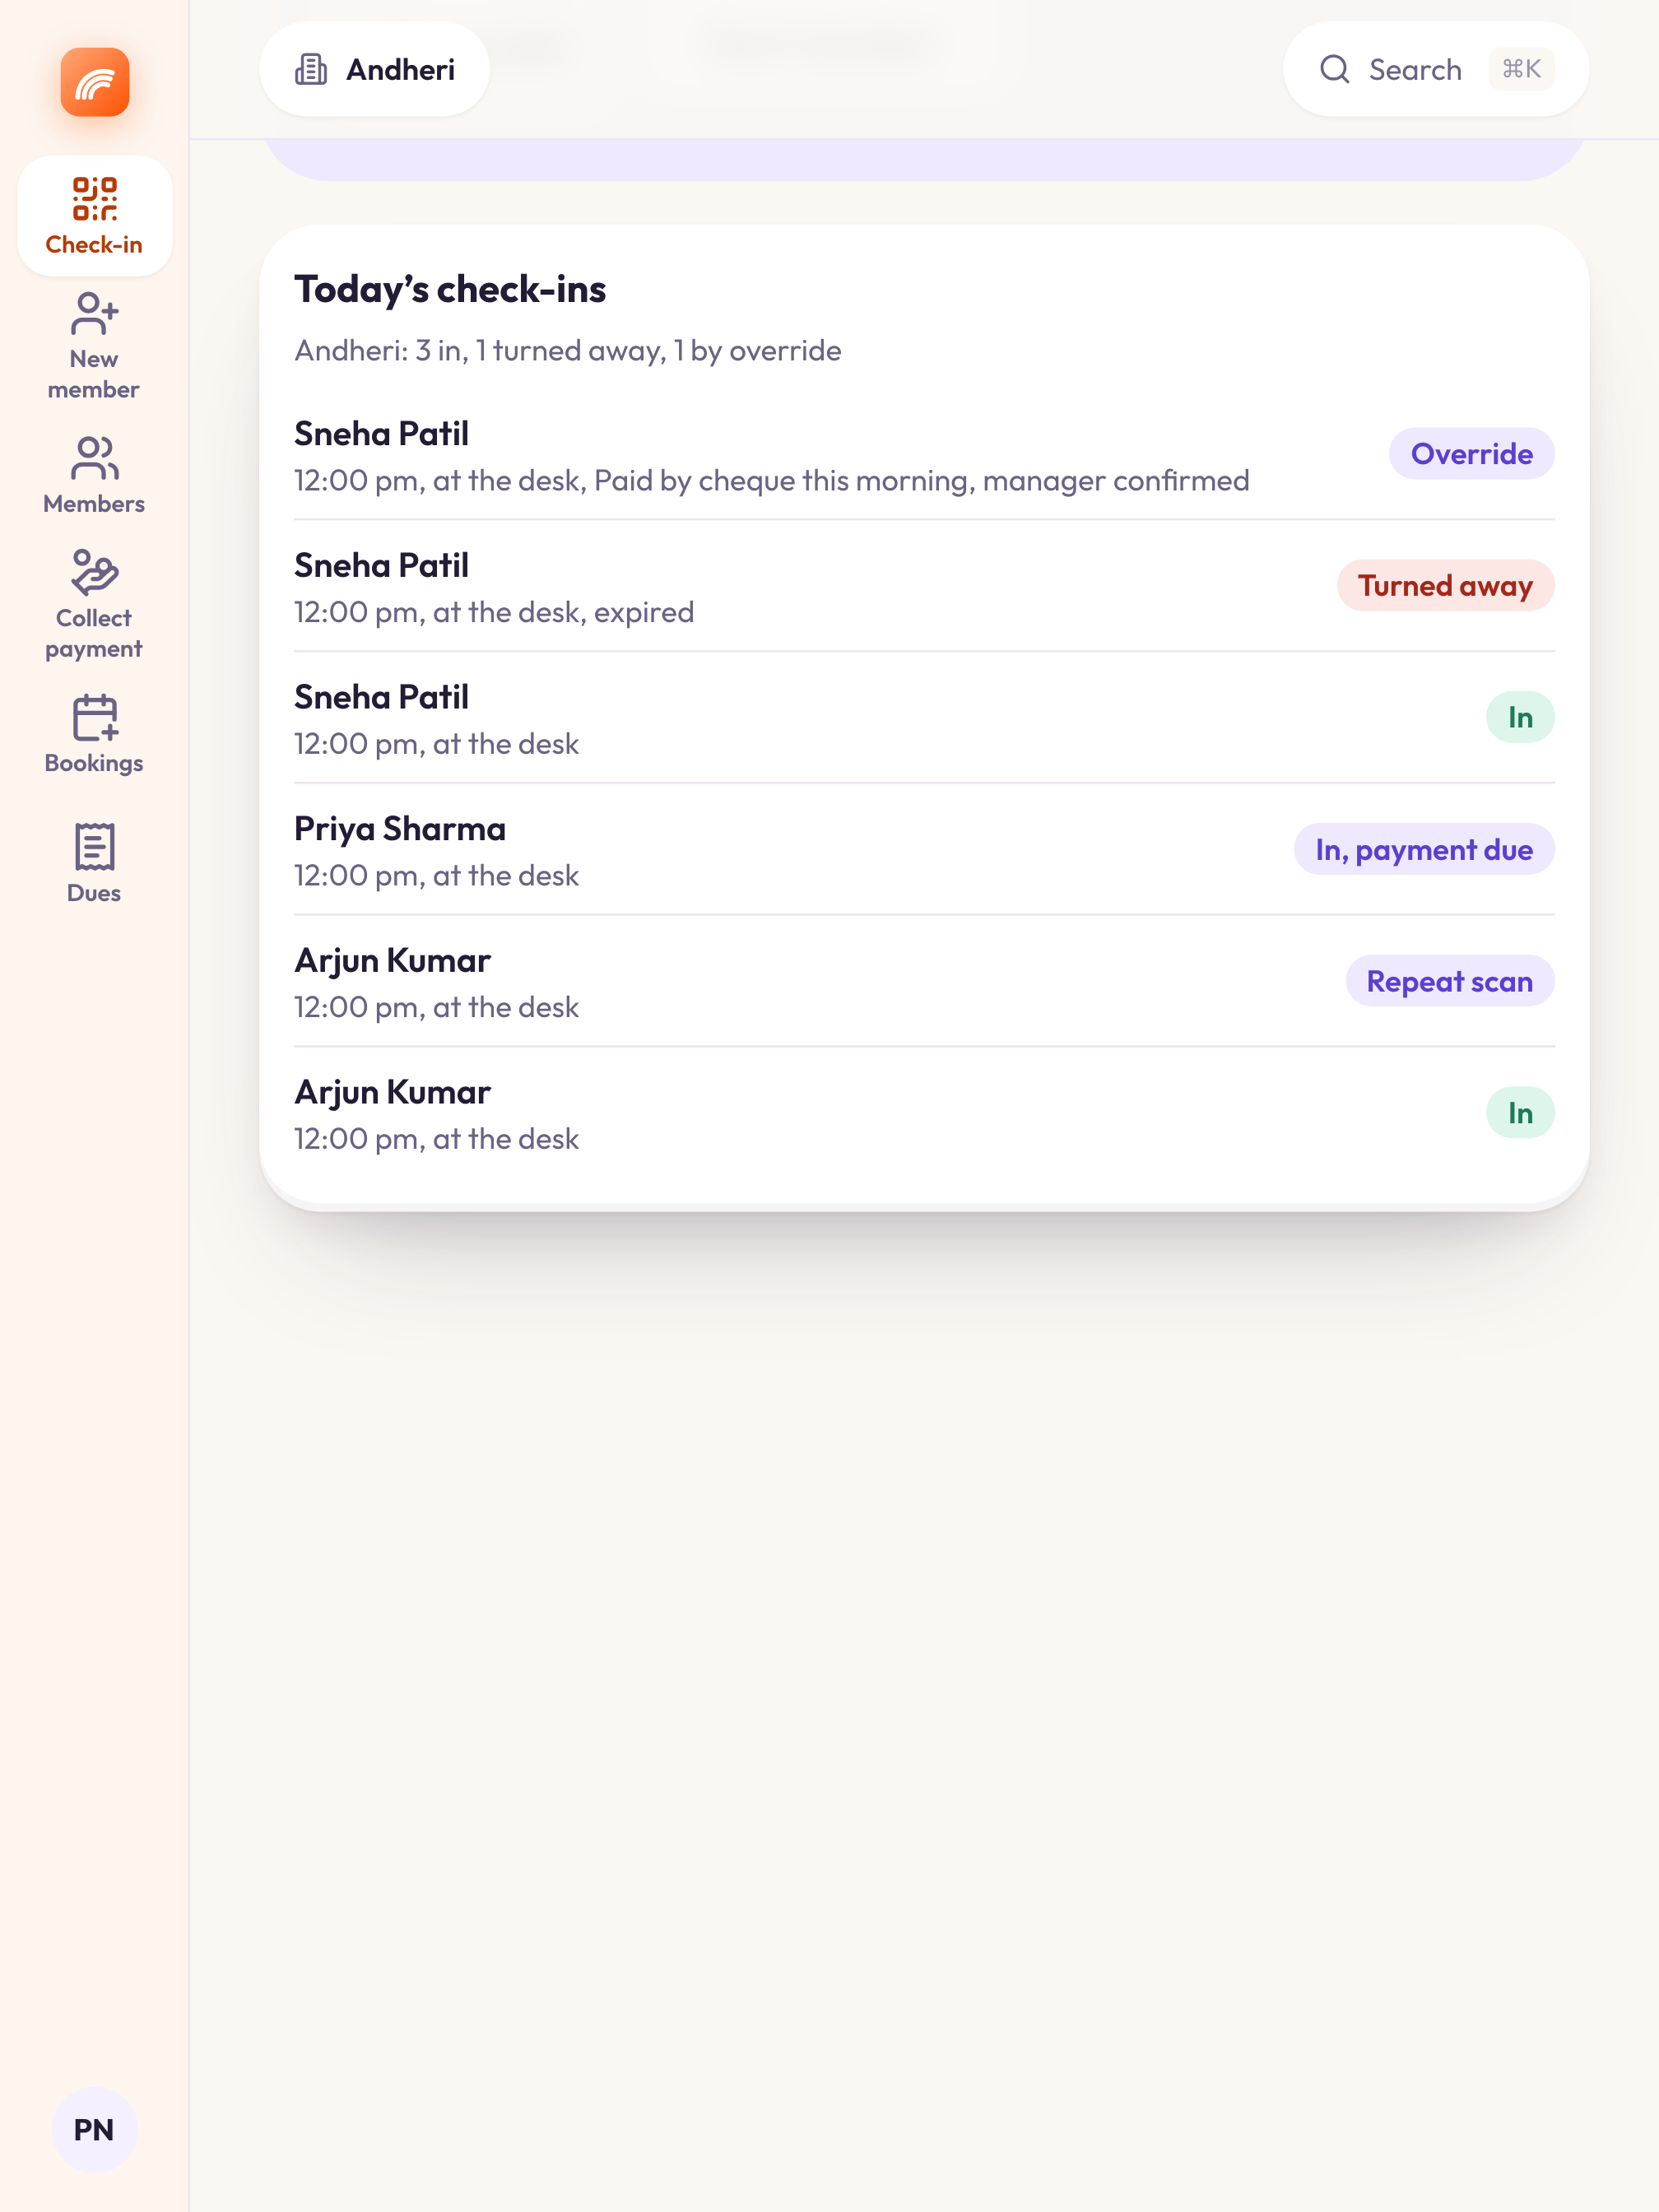 Andheri
Search ⌘K
Check-in
New
member
Members
Collect
payment
Bookings
Dues
PN
Today’s check-ins
Andheri: 3 in, 1 turned away, 1 by override
Sneha Patil
12:00 pm, at the desk, Paid by cheque this morning, manager confirmed
Override
Sneha Patil
12:00 pm, at the desk, expired
Turned away
Sneha Patil
12:00 pm, at the desk
In
Priya Sharma
12:00 pm, at the desk
In, payment due
Arjun Kumar
12:00 pm, at the desk
Repeat scan
Arjun Kumar
12:00 pm, at the desk
In